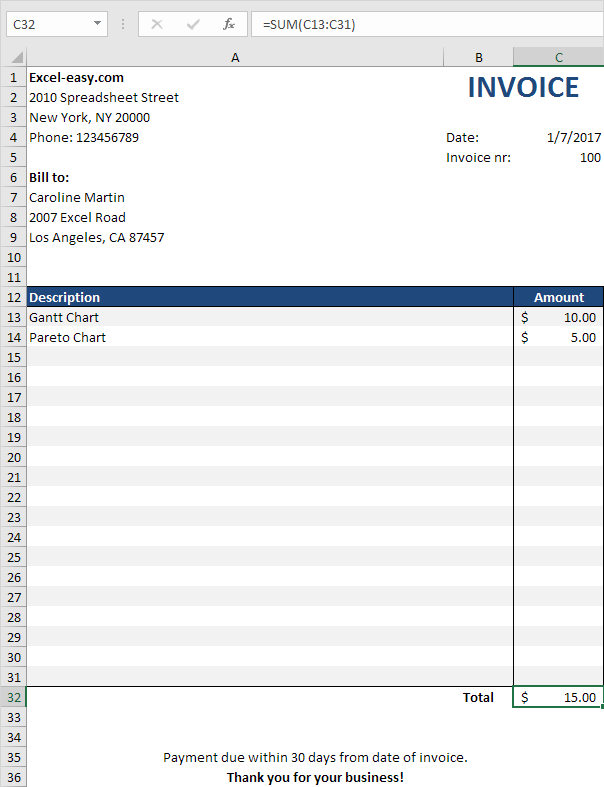 C32 fx =SUM(C13:C31)
A B C
1 Excel-easy.com INVOICE
2 2010 Spreadsheet Street
3 New York, NY 20000
4 Phone: 123456789 Date: 1/7/2017
5 Invoice nr: 100
6 Bill to:
7 Caroline Martin
8 2007 Excel Road
9 Los Angeles, CA 87457
10
11
12 Description Amount
13 Gantt Chart $ 10.00
14 Pareto Chart $ 5.00
15
16
17
18
19
20
21
22
23
24
25
26
27
28
29
30
31
32 Total $ 15.00
33
34
35 Payment due within 30 days from date of invoice.
36 Thank you for your business!